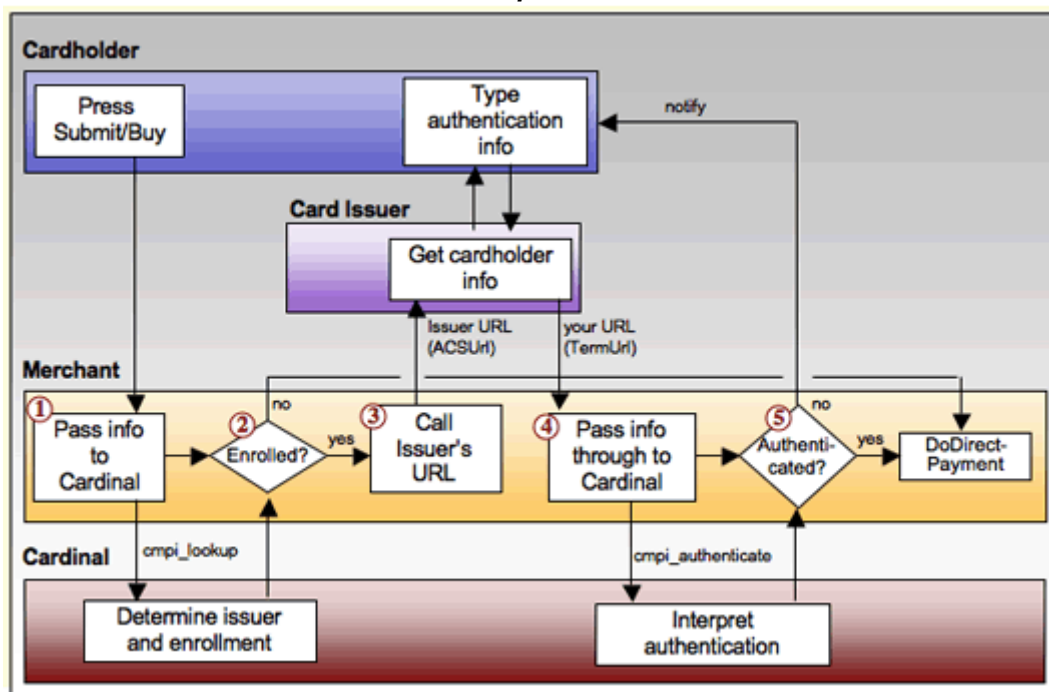 Cardholder
Press
Submit/Buy
Type
authentication
info
notify
Card Issuer
Get cardholder
info
Issuer URL
(ACSUrl)
your URL
(TermUrl)
Merchant
1
Pass info
to
Cardinal
2
Enrolled?
no
yes
3
Call
Issuer's
URL
4
Pass info
through to
Cardinal
5
Authenti-
cated?
no
yes
DoDirect-
Payment
cmpi_lookup
cmpi_authenticate
Cardinal
Determine issuer
and enrollment
Interpret
authentication